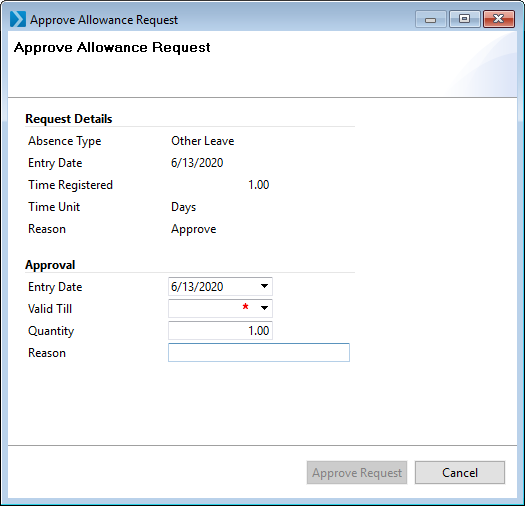 Approve Allowance Request
Approve Allowance Request
Request Details
Absence Type Other Leave
Entry Date 6/13/2020
Time Registered 1.00
Time Unit Days
Reason Approve
Approval
Entry Date 6/13/2020
Valid Till *
Quantity 1.00
Reason
Approve Request Cancel